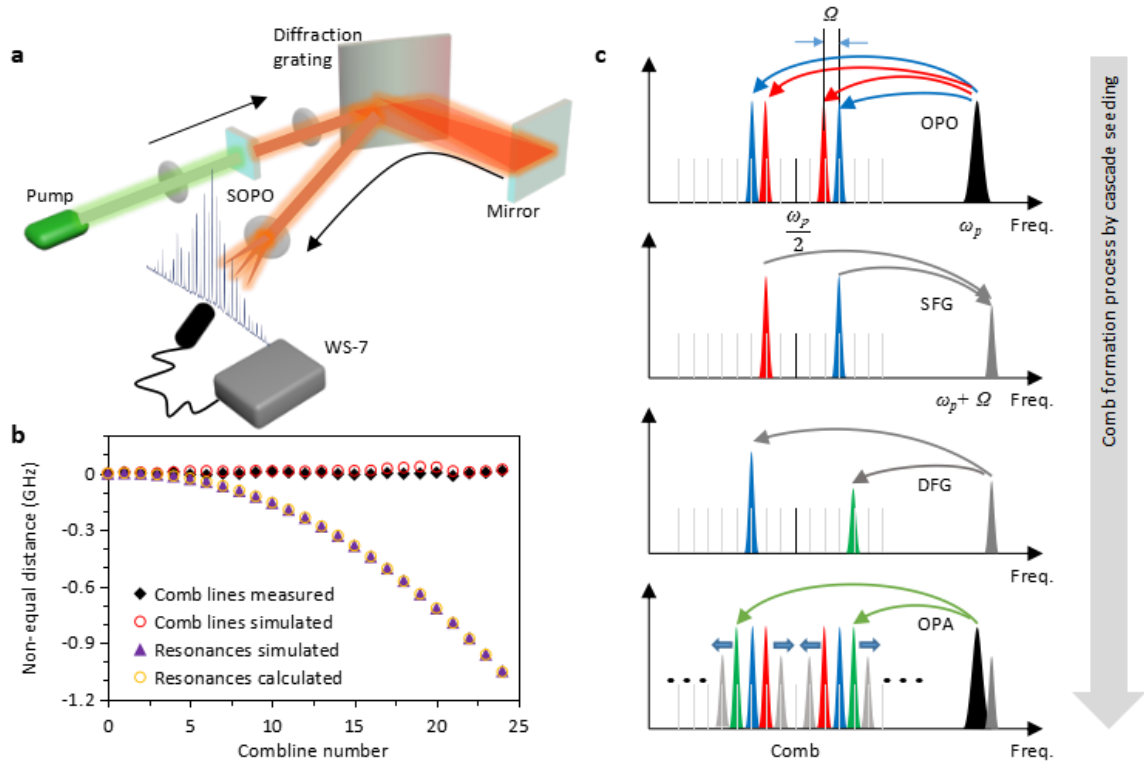 a
Diffraction
grating
Pump
SOPO
Mirror
WS-7
b
Non-equal distance (GHz)
0
-0.3
-0.6
-0.9
-1.2
Comb lines measured
Comb lines simulated
Resonances simulated
Resonances calculated
0 5 10 15 20 25
Combline number
c
Ω
OPO
ω_p/2
ω_p
Freq.
SFG
ω_p + Ω
Freq.
DFG
Freq.
OPA
Comb
Freq.
Comb formation process by cascade seeding